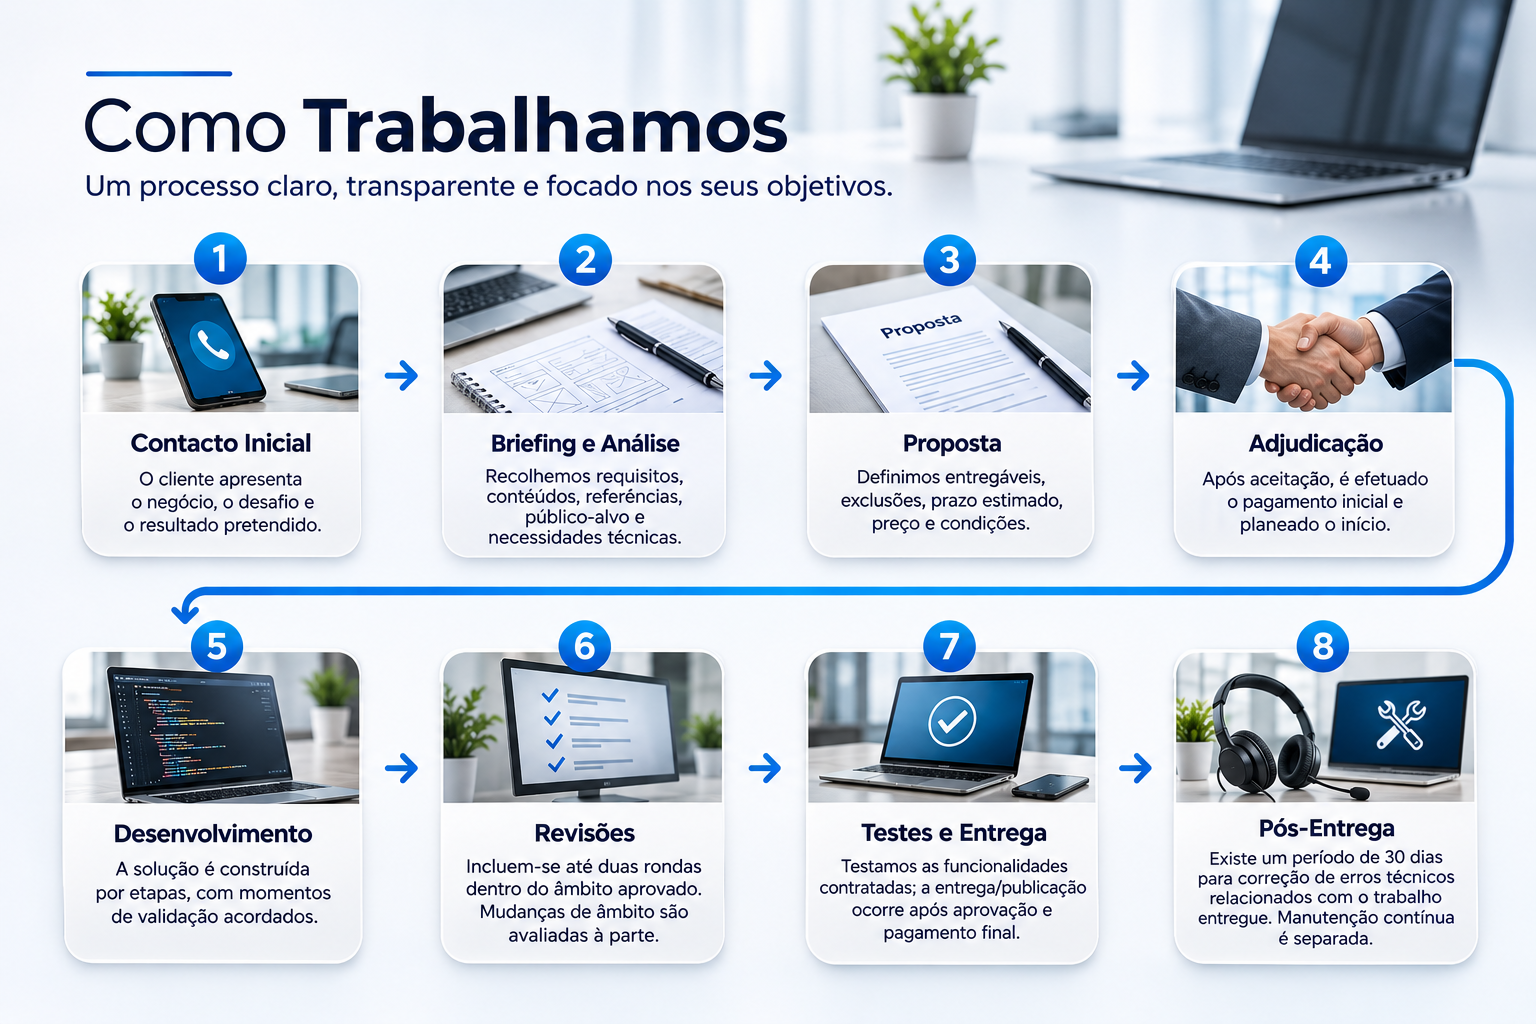 Como Trabalhamos
Um processo claro, transparente e focado nos seus objetivos.
1
Contacto Inicial
O cliente apresenta
o negócio, o desafio e
o resultado pretendido.
2
Briefing e Análise
Recolhemos requisitos,
contéúdos, referéncias,
público-alvo e
necessidades técnicas.
3
Proposta
Proposta
Definimos entregáveis,
exclusões, prazo estimado,
preço e condições.
4
Adjudicação
Após aceitação, é efetuado
o pagamento inicial e
planeado o início.
5
Desenvolvimento
A solução é construída
por etapas, com momentos
de validação acordados.
6
Revisões
Incluem-se até duas rondas
dentro do âmbito aprovado.
Mudanças de âmbito são
avaliadas à parte.
7
Testes e Entrega
Testamos as funcionalidades
contratadas; a entrega/publicação
ocorre após aprovação e
pagamento final.
8
Pós-Entrega
Existe um período de 30 dias
para correção de erros técnicos
relacionados com o trabalho
entregue. Manutenção contínua
é separada.